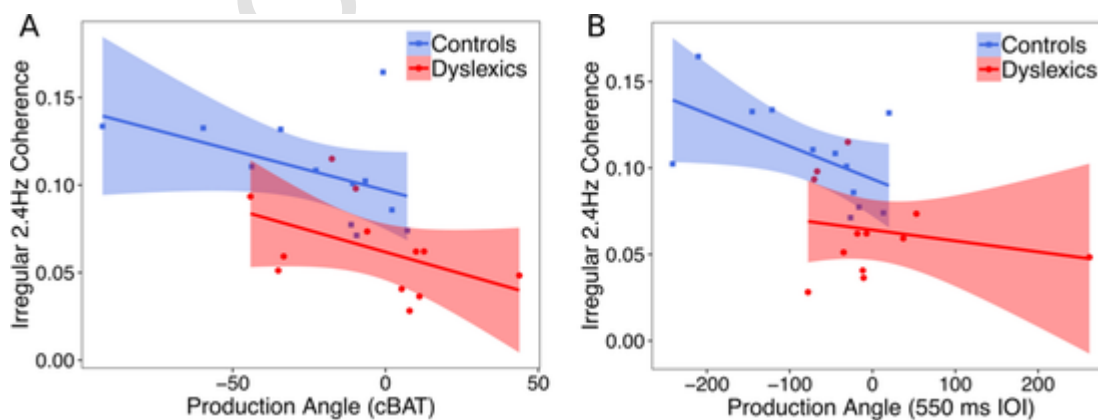 A
Controls
Dyslexics
Irregular 2.4Hz Coherence
0.15
0.10
0.05
0.00
−50
0
50
Production Angle (cBAT)
B
Controls
Dyslexics
Irregular 2.4Hz Coherence
0.15
0.10
0.05
0.00
−200
−100
0
100
200
Production Angle (550 ms IOI)